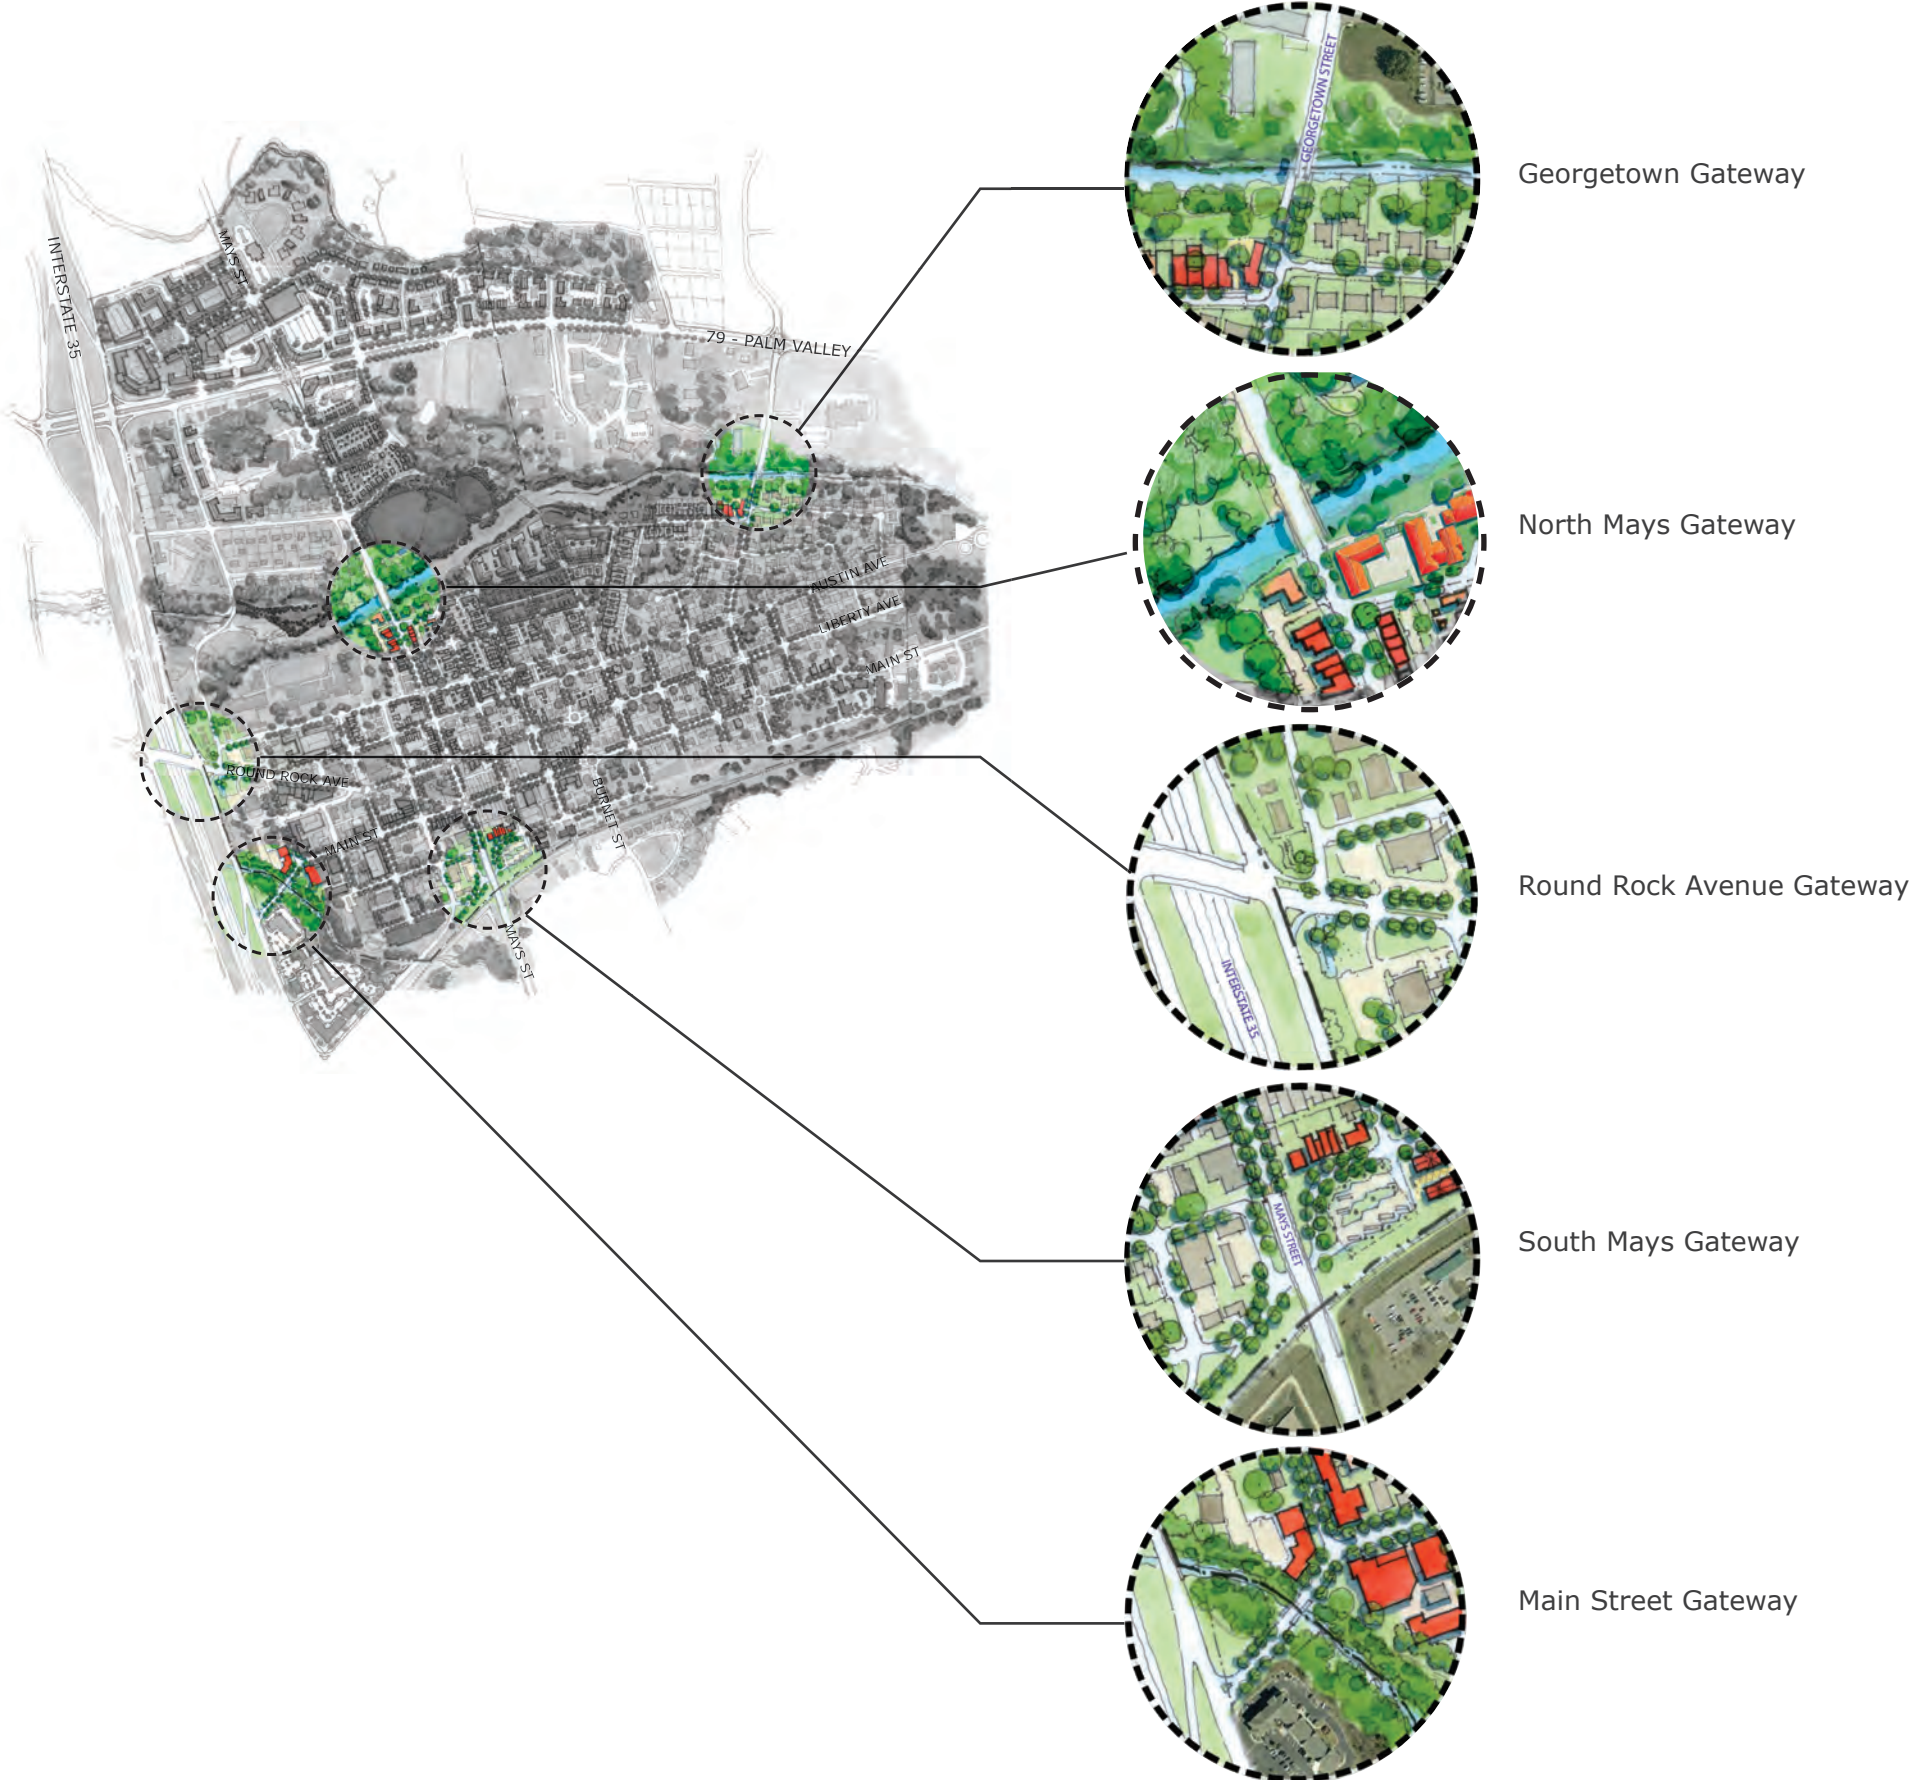 INTERSTATE 35
MAYS ST
79 - PALM VALLEY
AUSTIN AVE
LIBERTY AVE
MAIN ST
ROUND ROCK AVE
MAIN ST
BURNET ST
MAYS ST
GEORGETOWN STREET
Georgetown Gateway
North Mays Gateway
INTERSTATE 35
Round Rock Avenue Gateway
MAYS STREET
South Mays Gateway
Main Street Gateway